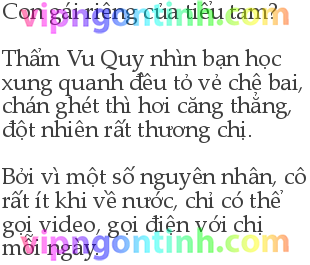 Con gái riêng của tiểu tam?
vipngontinh.com
Thẩm Vu Quy nhìn bạn học
xung quanh đều tỏ vẻ chê bai,
chán ghét thì hơi căng thẳng,
đột nhiên rất thương chị.
Bởi vì một số nguyên nhân, cô
rất ít khi về nước, chỉ có thể
gọi video, gọi điện với chị
mỗi ngày.
vipngontinh.com